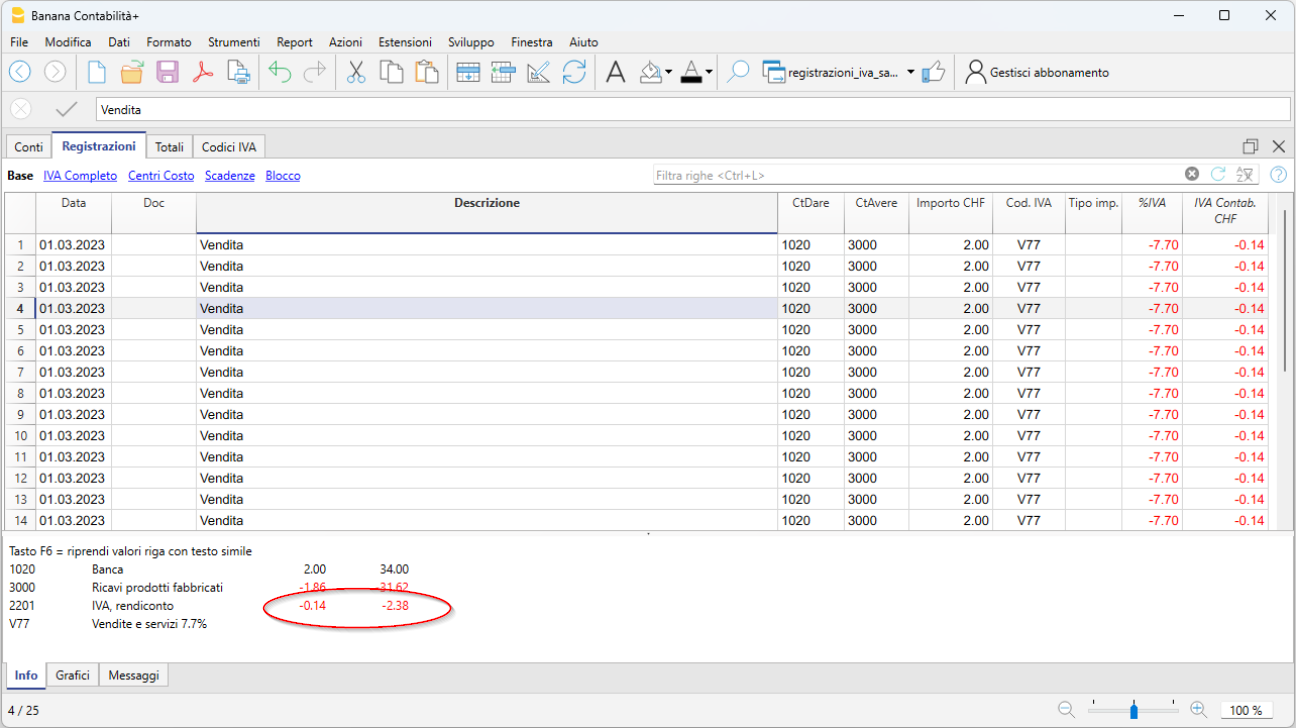 Banana Contabilità+
File Modifica Dati Formato Strumenti Report Azioni Estensioni Sviluppo Finestra Aiuto
registrazioni_iva_sa... Gestisci abbonamento
Vendita
Conti Registrazioni Totali Codici IVA
Base IVA Completo Centri Costo Scadenze Blocco Filtra righe <Ctrl+L>
Data Doc Descrizione CtDare CtAvere Importo CHF Cod. IVA Tipo imp. %IVA IVA Contab. CHF
1 01.03.2023 Vendita 1020 3000 2.00 V77 -7.70 -0.14
2 01.03.2023 Vendita 1020 3000 2.00 V77 -7.70 -0.14
3 01.03.2023 Vendita 1020 3000 2.00 V77 -7.70 -0.14
4 01.03.2023 Vendita 1020 3000 2.00 V77 -7.70 -0.14
5 01.03.2023 Vendita 1020 3000 2.00 V77 -7.70 -0.14
6 01.03.2023 Vendita 1020 3000 2.00 V77 -7.70 -0.14
7 01.03.2023 Vendita 1020 3000 2.00 V77 -7.70 -0.14
8 01.03.2023 Vendita 1020 3000 2.00 V77 -7.70 -0.14
9 01.03.2023 Vendita 1020 3000 2.00 V77 -7.70 -0.14
10 01.03.2023 Vendita 1020 3000 2.00 V77 -7.70 -0.14
11 01.03.2023 Vendita 1020 3000 2.00 V77 -7.70 -0.14
12 01.03.2023 Vendita 1020 3000 2.00 V77 -7.70 -0.14
13 01.03.2023 Vendita 1020 3000 2.00 V77 -7.70 -0.14
14 01.03.2023 Vendita 1020 3000 2.00 V77 -7.70 -0.14
Tasto F6 = riprendi valori riga con testo simile
1020 Banca 2.00 34.00
3000 Ricavi prodotti fabbricati -1.86 -31.62
2201 IVA, rendiconto -0.14 -2.38
V77 Vendite e servizi 7.7%
Info Grafici Messaggi
4 / 25 100 %